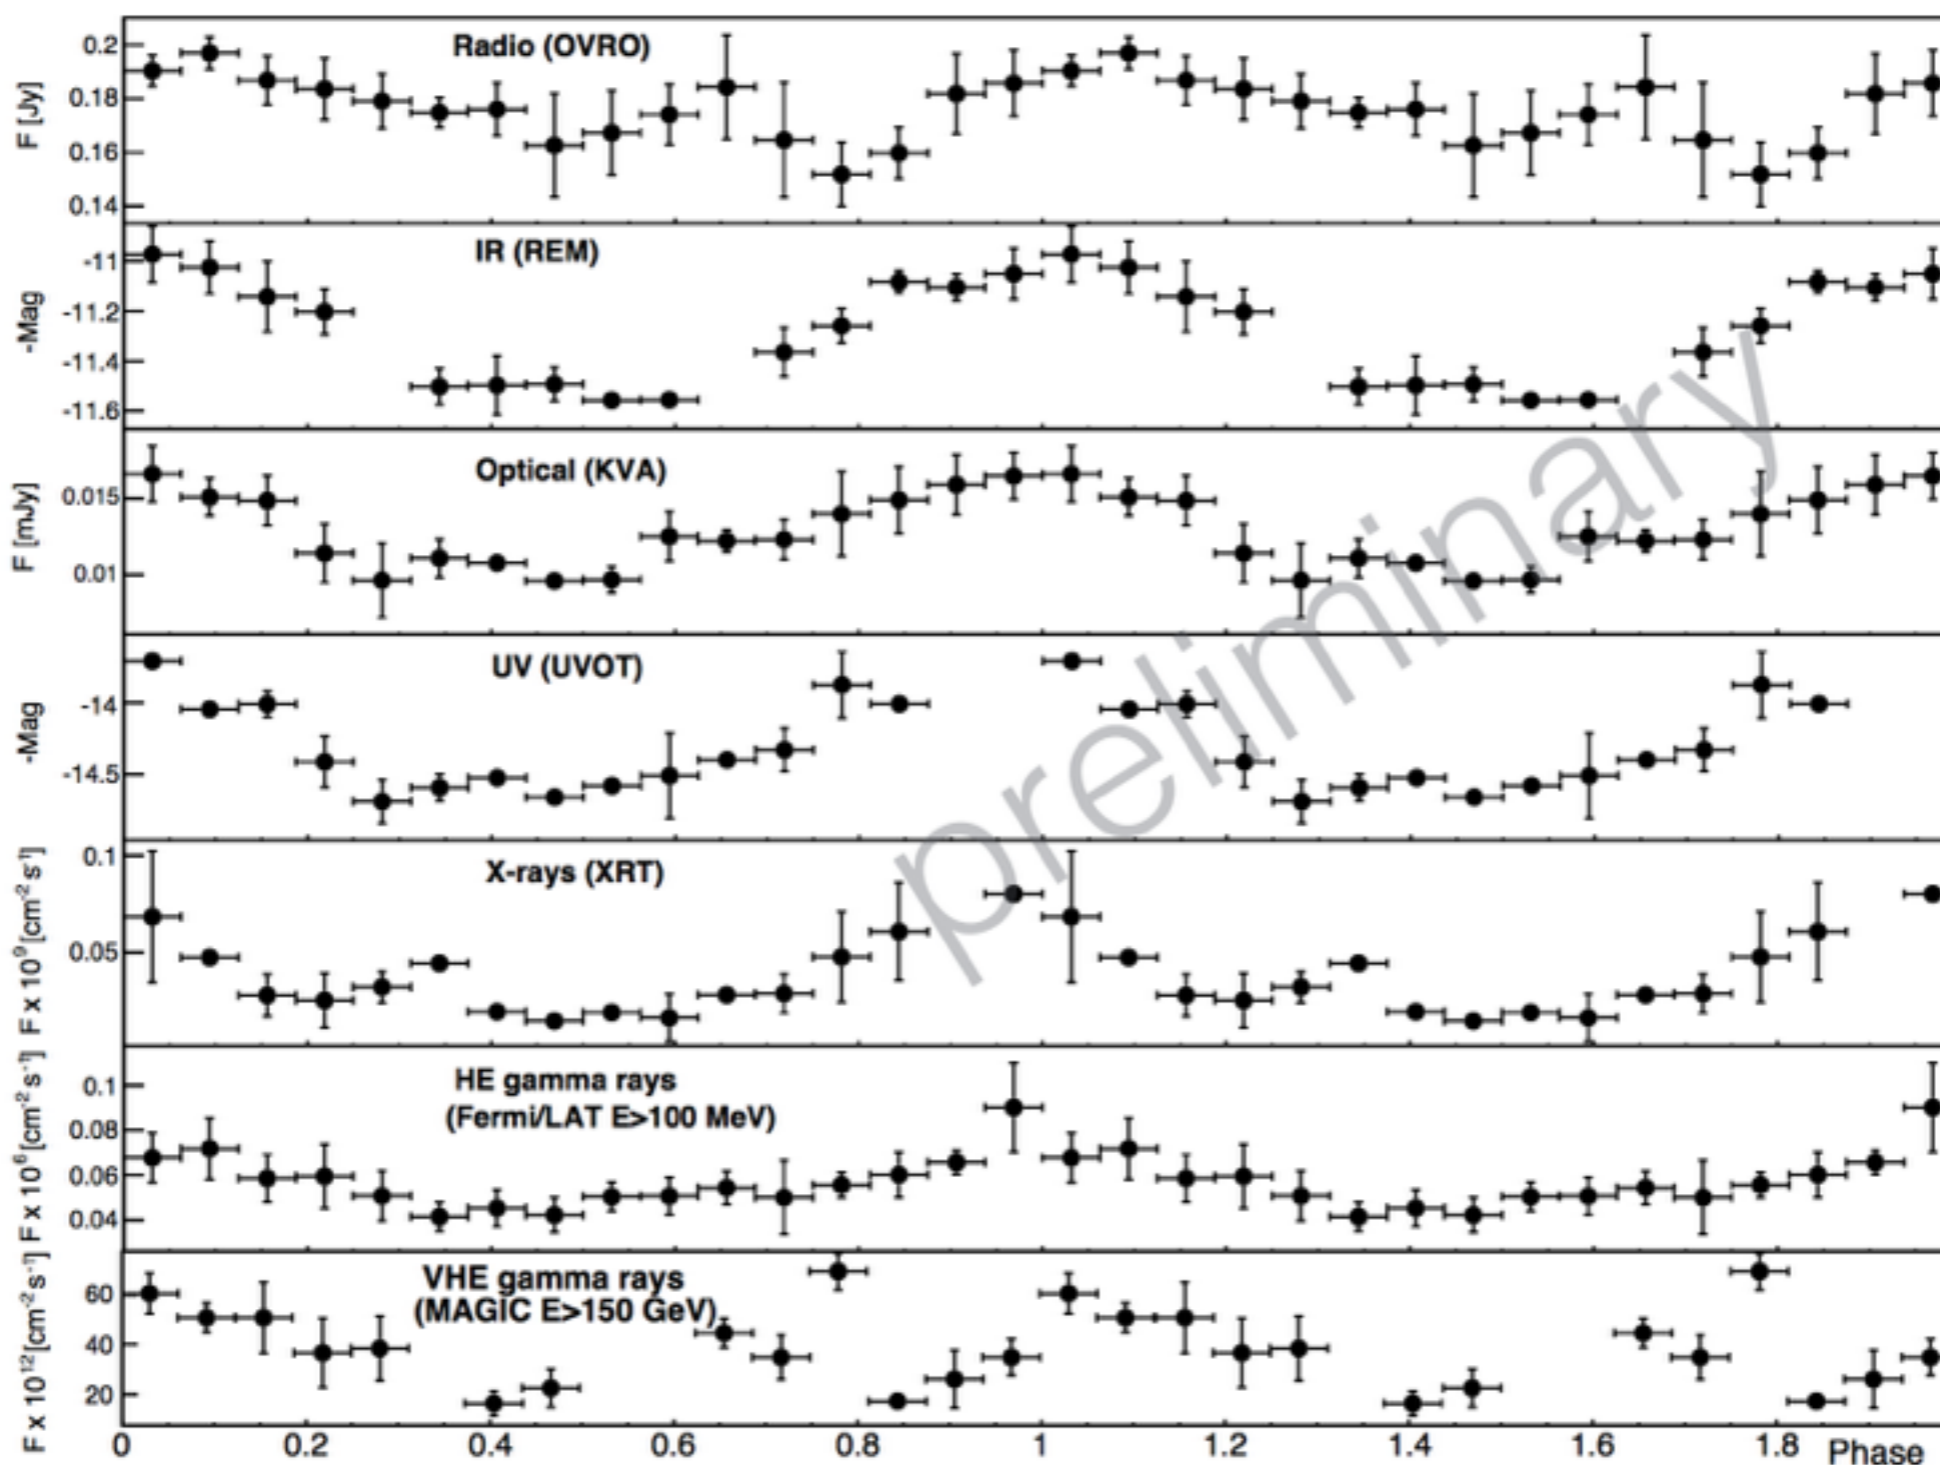 Radio (OVRO)
F [Jy]
0.2
0.18
0.16
0.14
IR (REM)
-Mag
-11
-11.2
-11.4
-11.6
Optical (KVA)
F [mJy]
0.015
0.01
UV (UVOT)
-Mag
-14
-14.5
X-rays (XRT)
F x 10⁹ [cm⁻² s⁻¹]
0.1
0.05
HE gamma rays
(Fermi/LAT E>100 MeV)
F x 10⁶ [cm⁻² s⁻¹]
0.1
0.08
0.06
0.04
VHE gamma rays
(MAGIC E>150 GeV)
F x 10¹² [cm⁻² s⁻¹]
60
40
20
0 0.2 0.4 0.6 0.8 1 1.2 1.4 1.6 1.8 Phase
preliminary